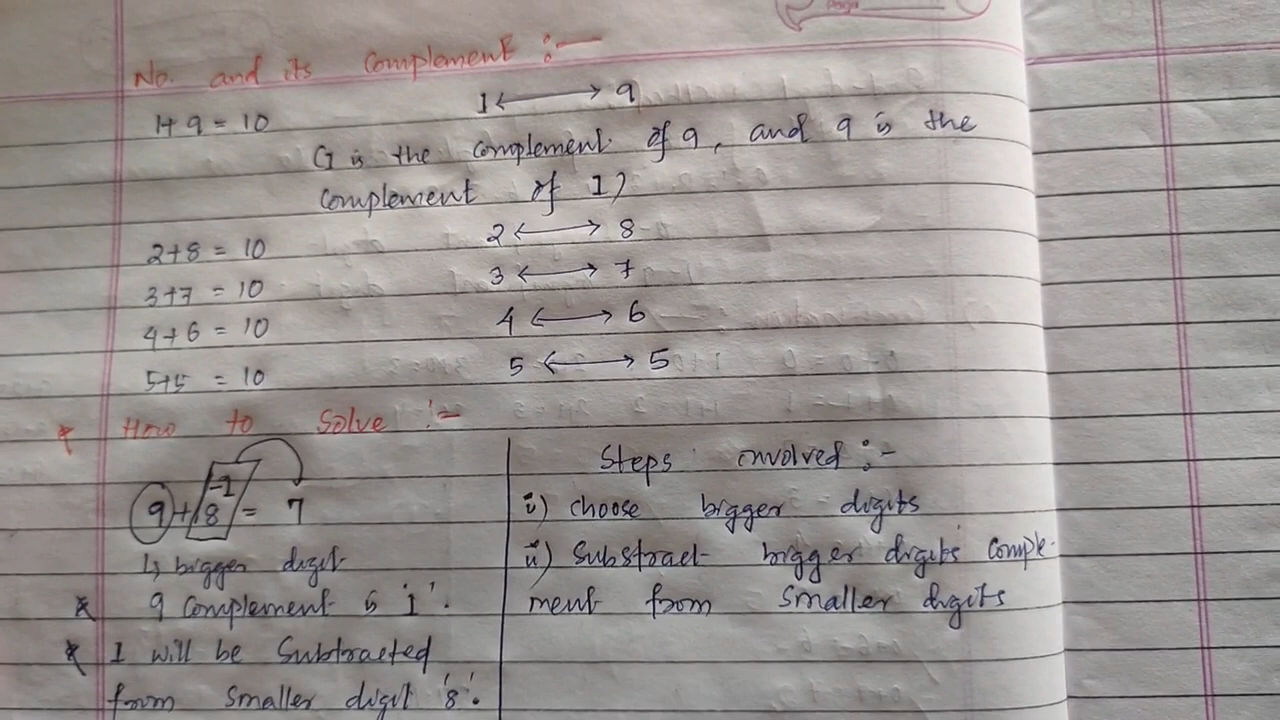 Page
No. and its Complement :-
1+9 = 10 1 ⟷ 9
(1 is the complement of 9, and 9 is the
complement of 1)
2+8 = 10 2 ⟷ 8
3+7 = 10 3 ⟷ 7
4+6 = 10 4 ⟷ 6
5+5 = 10 5 ⟷ 5
* How to Solve :-
-1
9 + 8 = 7
↳ bigger digit
* 9 Complement is '1'.
* 1 will be Subtracted
from smaller digit '8'.
Steps involved :-
i) choose bigger digits
ii) Substract bigger digits comple-
ment from smaller digits